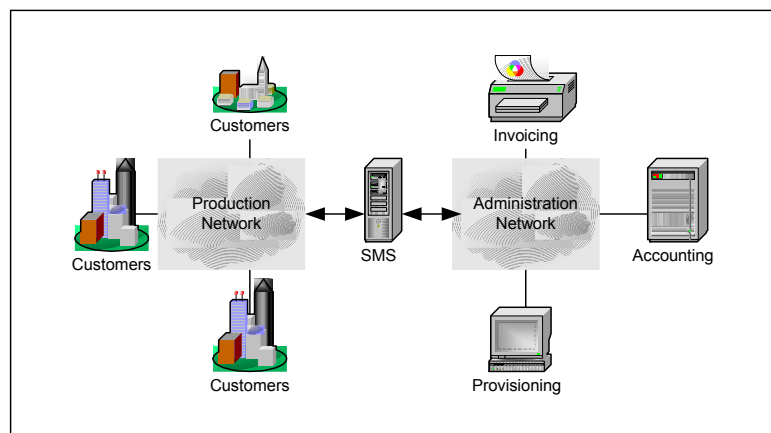 Customers
Invoicing
Customers
Production
Network
SMS
Administration
Network
Accounting
Customers
Provisioning